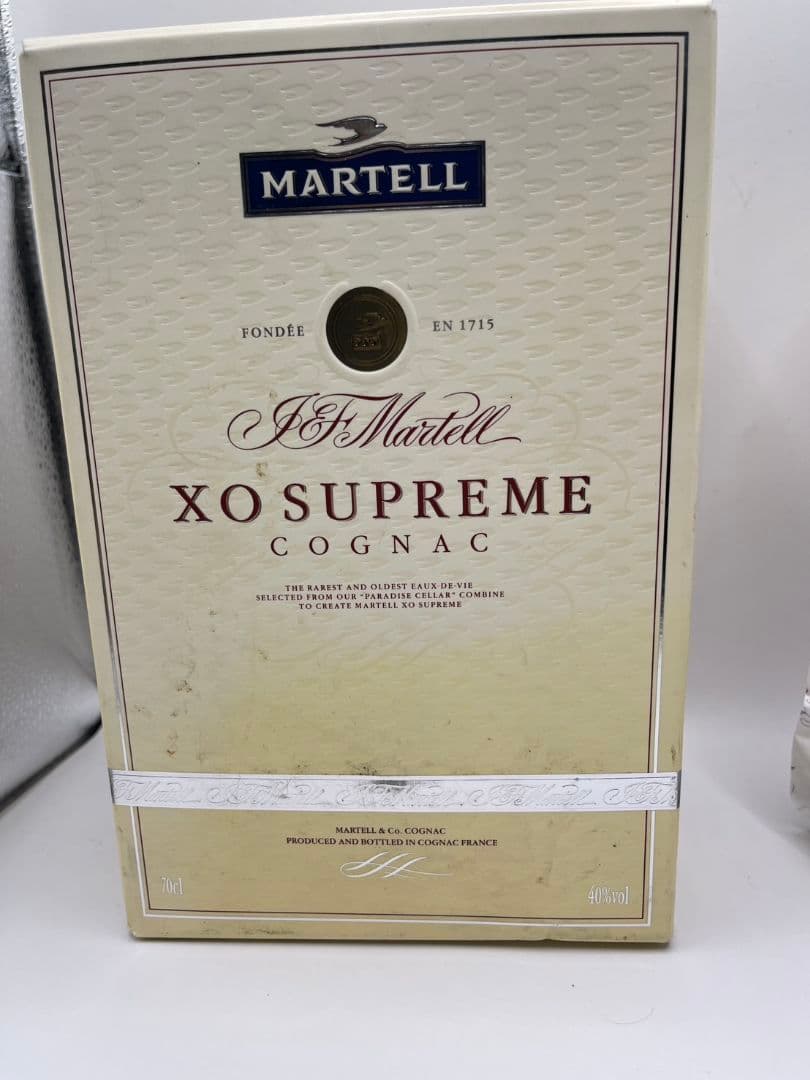 MARTELL
FONDÉE EN 1715
J&F Martell
XO SUPREME
COGNAC
THE RAREST AND OLDEST EAUX-DE-VIE
SELECTED FROM OUR "PARADISE CELLAR" COMBINE
TO CREATE MARTELL XO SUPREME
MARTELL & Co. COGNAC
PRODUCED AND BOTTLED IN COGNAC FRANCE
70cl 40%vol